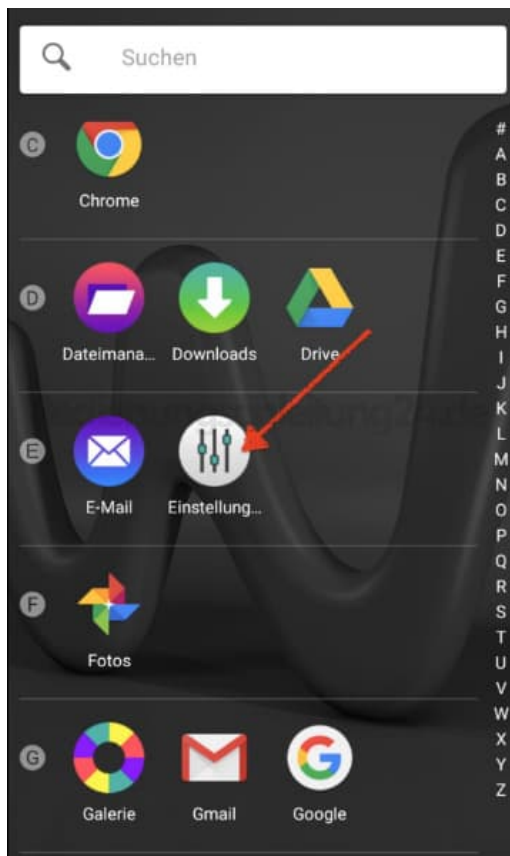 Suchen
C
Chrome
D
Dateimana... Downloads Drive
E
E-Mail Einstellung...
F
Fotos
G
Galerie Gmail Google
#
A
B
C
D
E
F
G
H
I
J
K
L
M
N
O
P
Q
R
S
T
U
V
W
X
Y
Z